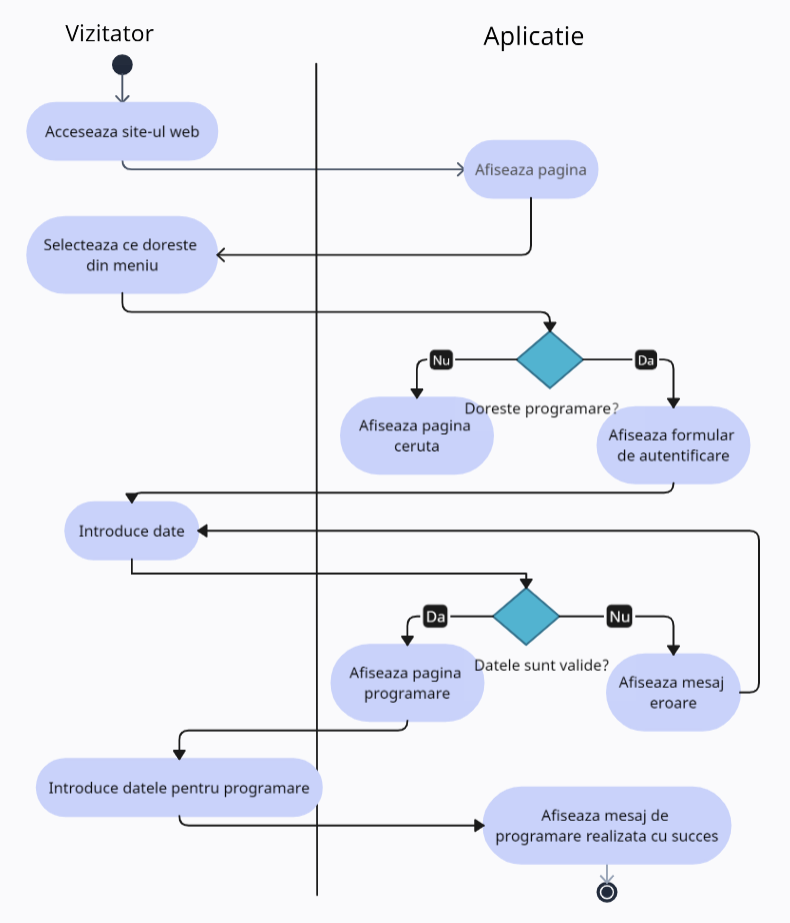 Vizitator
Aplicatie
Acceseaza site-ul web
Afiseaza pagina
Selecteaza ce doreste
din meniu
Nu
Da
Doreste programare?
Afiseaza pagina
ceruta
Afiseaza formular
de autentificare
Introduce date
Da
Nu
Datele sunt valide?
Afiseaza pagina
programare
Afiseaza mesaj
eroare
Introduce datele pentru programare
Afiseaza mesaj de
programare realizata cu succes